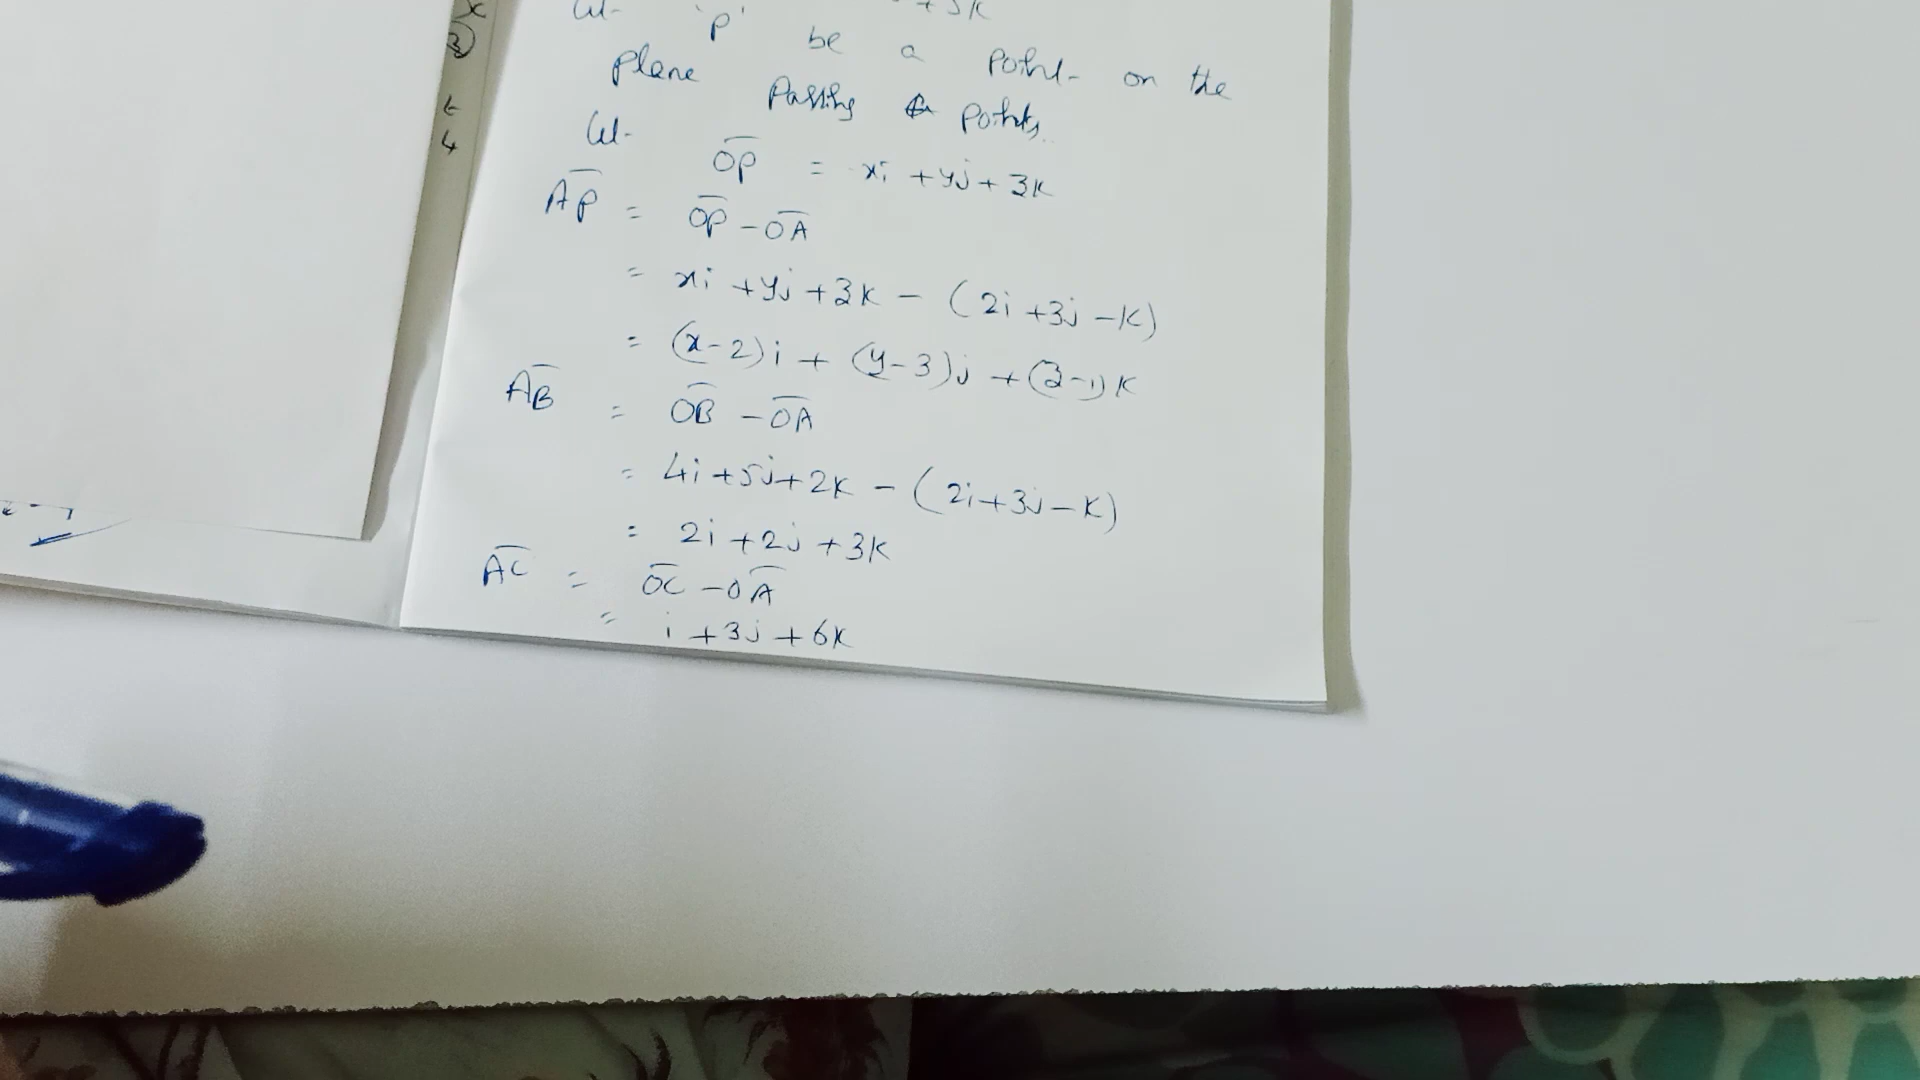 + 3K
Let 'P' be a point on the
plane Passing points.
Let OP = xi + yj + 3K
AP = OP - OA
= xi + yj + 3K - (2i + 3j - K)
= (x-2)i + (y-3)j + (3-1)K
AB = OB - OA
= 4i + 5j + 2K - (2i + 3j - K)
= 2i + 2j + 3K
AC = OC - OA
= i + 3j + 6K